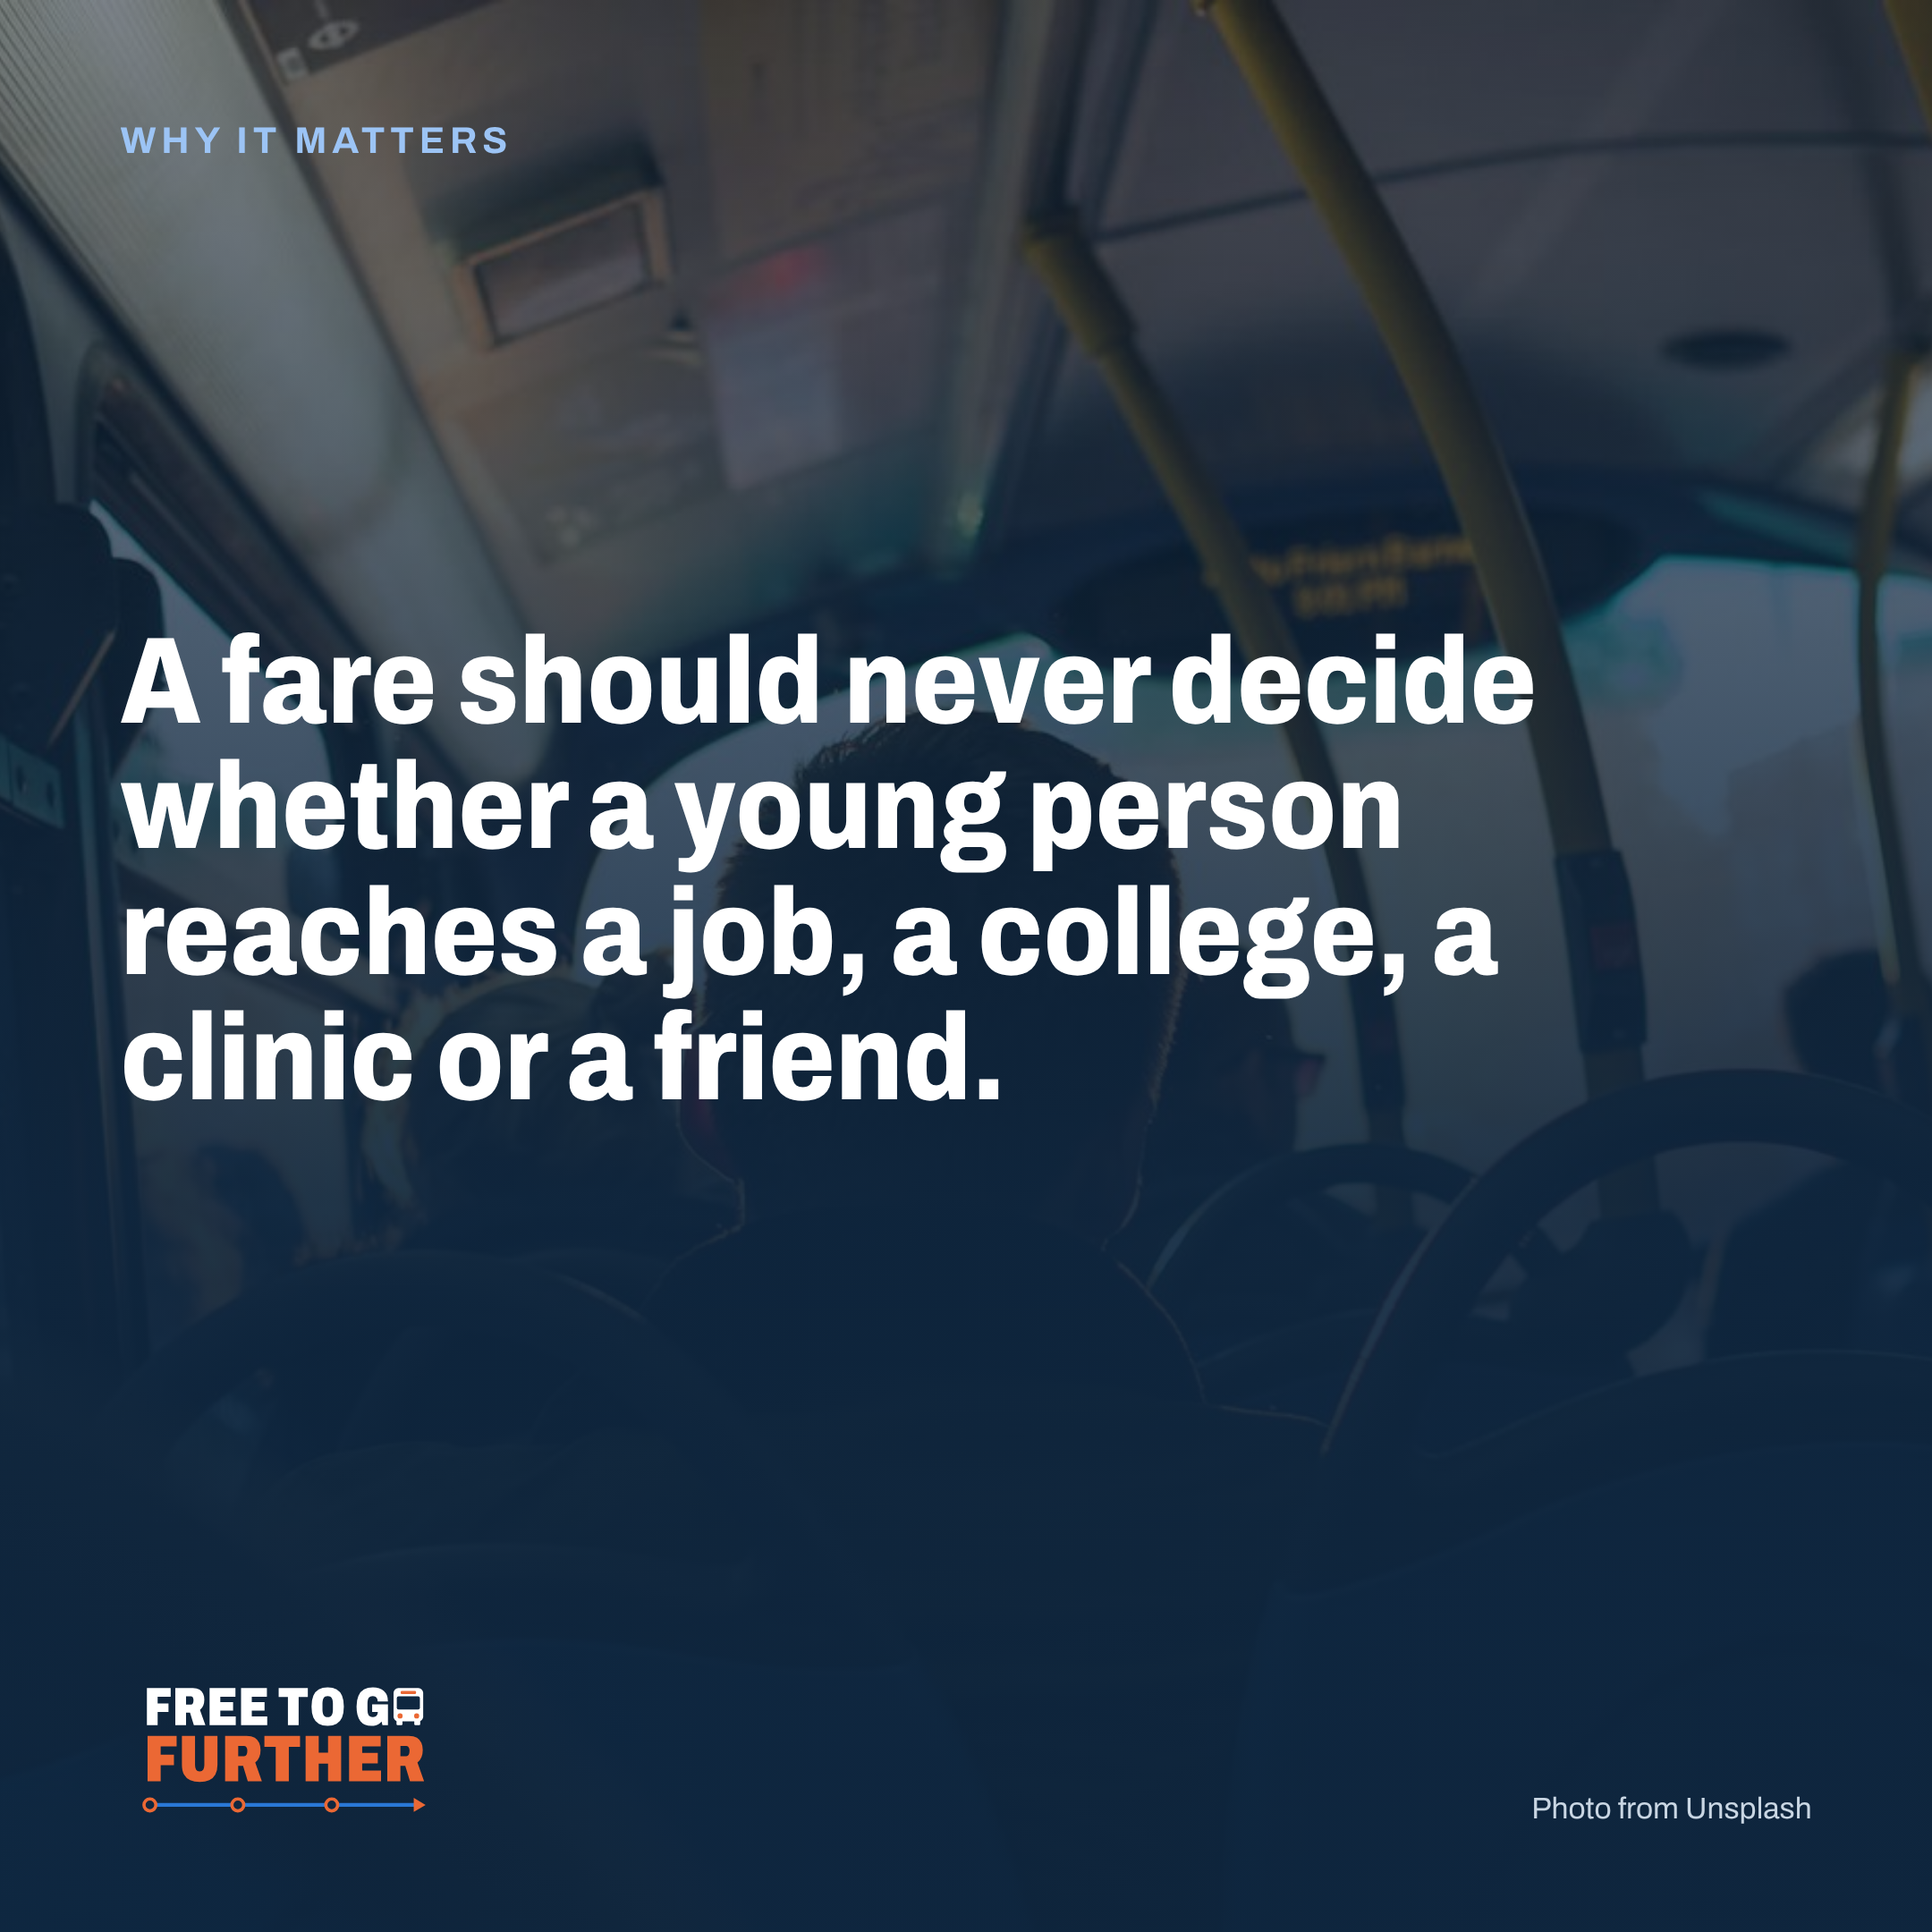 WHY IT MATTERS
A fare should never decide
whether a young person
reaches a job, a college, a
clinic or a friend.
FREE TO GO
FURTHER
Photo from Unsplash